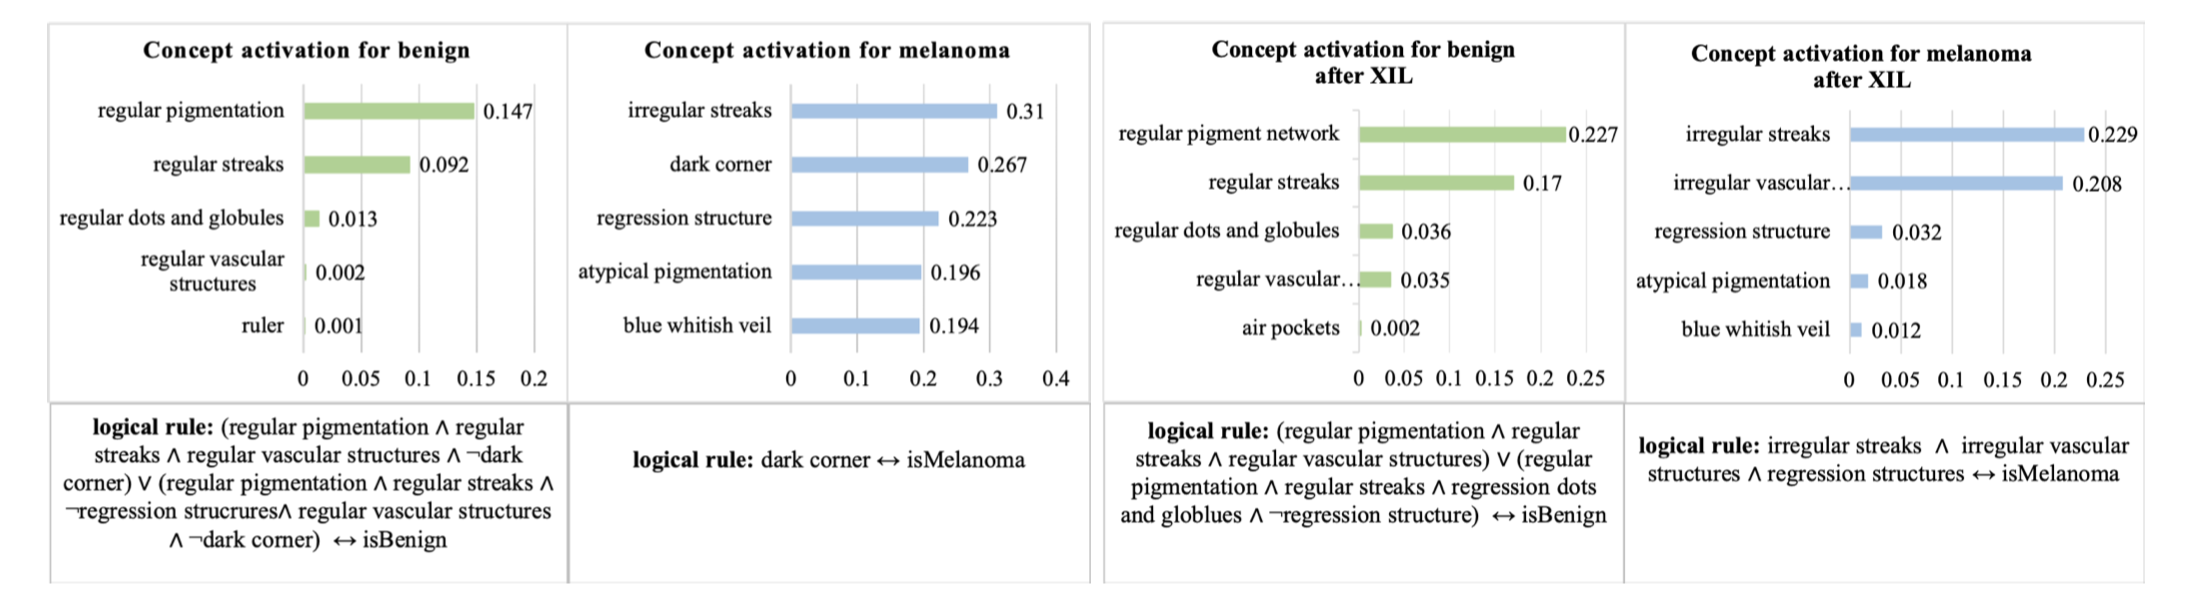 Concept activation for benign
regular pigmentation
0.147
regular streaks
0.092
regular dots and globules
0.013
regular vascular
structures
0.002
ruler
0.001
0 0.05 0.1 0.15 0.2
logical rule: (regular pigmentation ∧ regular
streaks ∧ regular vascular structures ∧ ¬dark
corner) ∨ (regular pigmentation ∧ regular streaks ∧
¬regression strucrures∧ regular vascular structures
∧ ¬dark corner) ↔ isBenign
Concept activation for melanoma
irregular streaks
0.31
dark corner
0.267
regression structure
0.223
atypical pigmentation
0.196
blue whitish veil
0.194
0 0.1 0.2 0.3 0.4
logical rule: dark corner ↔ isMelanoma
Concept activation for benign
after XIL
regular pigment network
0.227
regular streaks
0.17
regular dots and globules
0.036
regular vascular…
0.035
air pockets
0.002
0 0.05 0.1 0.15 0.2 0.25
logical rule: (regular pigmentation ∧ regular
streaks ∧ regular vascular structures) ∨ (regular
pigmentation ∧ regular streaks ∧ regression dots
and globlues ∧ ¬regression structure) ↔ isBenign
Concept activation for melanoma
after XIL
irregular streaks
0.229
irregular vascular…
0.208
regression structure
0.032
atypical pigmentation
0.018
blue whitish veil
0.012
0 0.05 0.1 0.15 0.2 0.25
logical rule: irregular streaks ∧ irregular vascular
structures ∧ regression structures ↔ isMelanoma